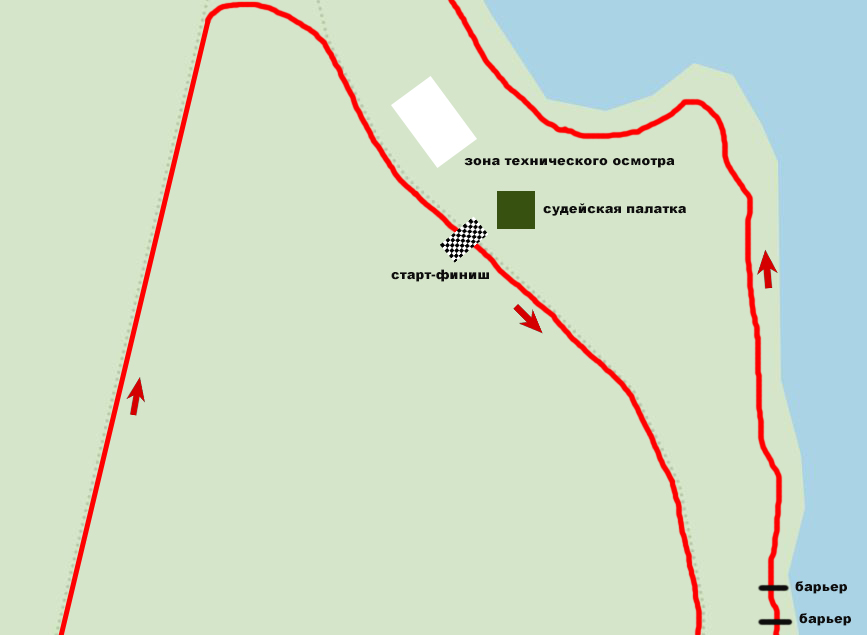 зона технического осмотра
судейская палатка
старт-финиш
барьер
барьер